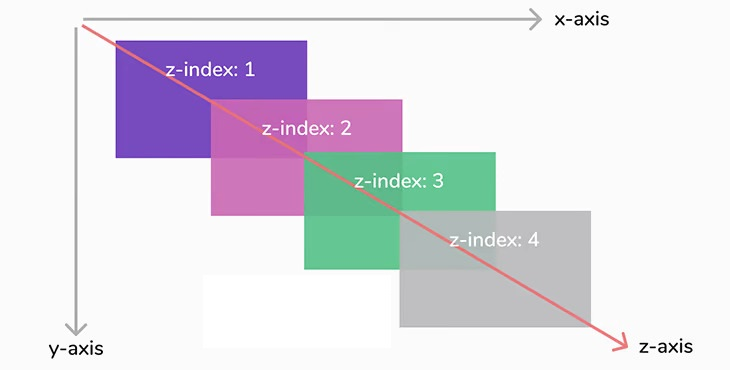 x-axis
z-index: 1
z-index: 2
z-index: 3
z-index: 4
y-axis
z-axis